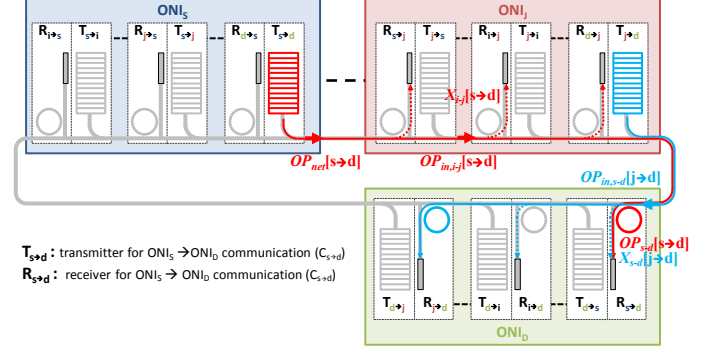 ONI_S
ONI_J
R_i→s T_s→i R_j→s T_s→j R_d→s T_s→d
R_s→j T_j→s R_i→j T_j→i R_d→j T_j→d
X_i-j[s→d]
OP_net[s→d]
OP_in,i-j[s→d]
OP_in,s-d[j→d]
OP_s-d[s→d]
X_s-d[j→d]
T_s→d : transmitter for ONI_S →ONI_D communication (C_s→d)
R_s→d : receiver for ONI_S → ONI_D communication (C_s→d)
T_d→j R_j→d T_d→i R_i→d T_d→s R_s→d
ONI_D